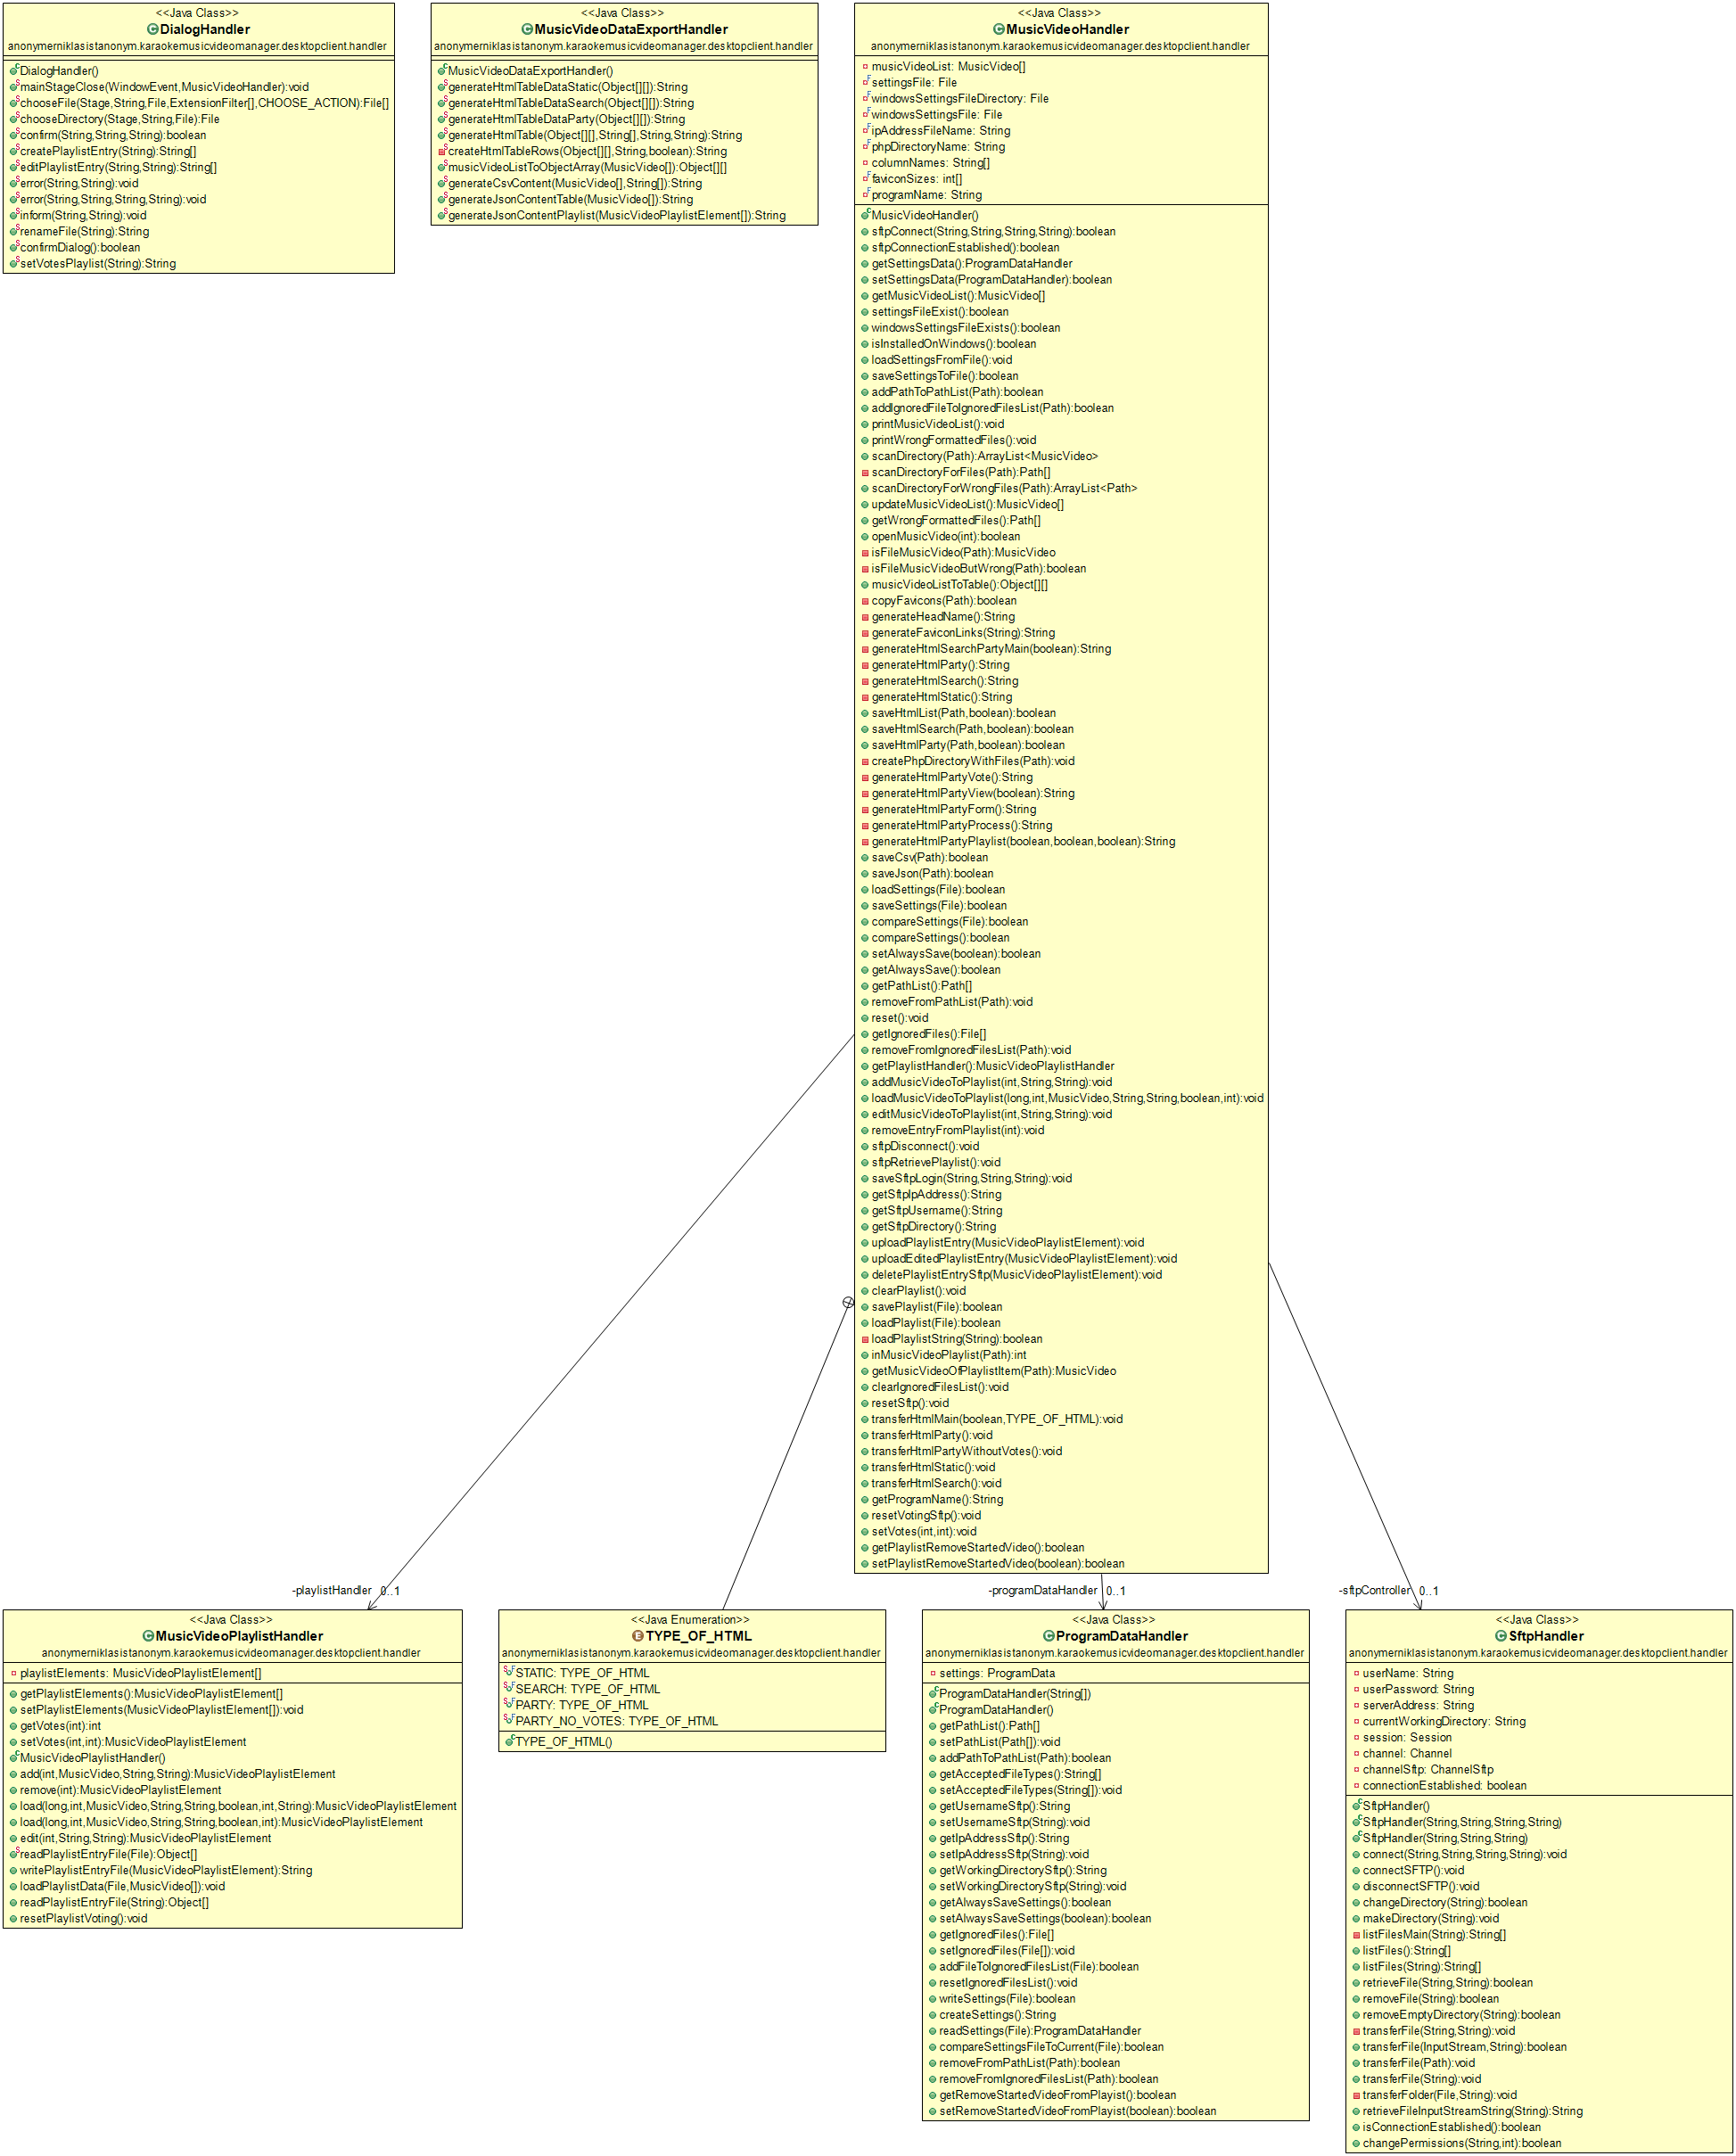 <<Java Class>>
DialogHandler
anonymerniklasistanonym.karaokemusicvideomanager.desktopclient.handler
DialogHandler()
mainStageClose(WindowEvent,MusicVideoHandler):void
chooseFile(Stage,String,File,ExtensionFilter[],CHOOSE_ACTION):File[]
chooseDirectory(Stage,String,File):File
confirm(String,String,String):boolean
createPlaylistEntry(String):String[]
editPlaylistEntry(String,String):String[]
error(String,String):void
error(String,String,String,String):void
inform(String,String):void
renameFile(String):String
confirmDialog():boolean
setVotesPlaylist(String):String
<<Java Class>>
MusicVideoDataExportHandler
anonymerniklasistanonym.karaokemusicvideomanager.desktopclient.handler
MusicVideoDataExportHandler()
generateHtmlTableDataStatic(Object[][]):String
generateHtmlTableDataSearch(Object[][]):String
generateHtmlTableDataParty(Object[][]):String
generateHtmlTable(Object[][],String[],String,String):String
createHtmlTableRows(Object[][],String,boolean):String
musicVideoListToObjectArray(MusicVideo[]):Object[][]
generateCsvContent(MusicVideo[],String[]):String
generateJsonContentTable(MusicVideo[]):String
generateJsonContentPlaylist(MusicVideoPlaylistElement[]):String
<<Java Class>>
MusicVideoHandler
anonymerniklasistanonym.karaokemusicvideomanager.desktopclient.handler
musicVideoList: MusicVideo[]
settingsFile: File
windowsSettingsFileDirectory: File
windowsSettingsFile: File
ipAddressFileName: String
phpDirectoryName: String
columnNames: String[]
faviconSizes: int[]
programName: String
MusicVideoHandler()
sftpConnect(String,String,String,String):boolean
sftpConnectionEstablished():boolean
getSettingsData():ProgramDataHandler
setSettingsData(ProgramDataHandler):boolean
getMusicVideoList():MusicVideo[]
settingsFileExist():boolean
windowsSettingsFileExists():boolean
isInstalledOnWindows():boolean
loadSettingsFromFile():void
saveSettingsToFile():boolean
addPathToPathList(Path):boolean
addIgnoredFileToIgnoredFilesList(Path):boolean
printMusicVideoList():void
printWrongFormattedFiles():void
scanDirectory(Path):ArrayList<MusicVideo>
scanDirectoryForFiles(Path):Path[]
scanDirectoryForWrongFiles(Path):ArrayList<Path>
updateMusicVideoList():MusicVideo[]
getWrongFormattedFiles():Path[]
openMusicVideo(int):boolean
isFileMusicVideo(Path):MusicVideo
isFileMusicVideoButWrong(Path):boolean
musicVideoListToTable():Object[][]
copyFavicons(Path):boolean
generateHeadName():String
generateFaviconLinks(String):String
generateHtmlSearchPartyMain(boolean):String
generateHtmlParty():String
generateHtmlSearch():String
generateHtmlStatic():String
saveHtmlList(Path,boolean):boolean
saveHtmlSearch(Path,boolean):boolean
saveHtmlParty(Path,boolean):boolean
createPhpDirectoryWithFiles(Path):void
generateHtmlPartyVote():String
generateHtmlPartyView(boolean):String
generateHtmlPartyForm():String
generateHtmlPartyProcess():String
generateHtmlPartyPlaylist(boolean,boolean,boolean):String
saveCsv(Path):boolean
saveJson(Path):boolean
loadSettings(File):boolean
saveSettings(File):boolean
compareSettings(File):boolean
compareSettings():boolean
setAlwaysSave(boolean):boolean
getAlwaysSave():boolean
getPathList():Path[]
removeFromPathList(Path):void
reset():void
getIgnoredFiles():File[]
removeFromIgnoredFilesList(Path):void
getPlaylistHandler():MusicVideoPlaylistHandler
addMusicVideoToPlaylist(int,String,String):void
loadMusicVideoToPlaylist(long,int,MusicVideo,String,String,boolean,int):void
editMusicVideoToPlaylist(int,String,String):void
removeEntryFromPlaylist(int):void
sftpDisconnect():void
sftpRetrievePlaylist():void
saveSftpLogin(String,String,String):void
getSftpIpAddress():String
getSftpUsername():String
getSftpDirectory():String
uploadPlaylistEntry(MusicVideoPlaylistElement):void
uploadEditedPlaylistEntry(MusicVideoPlaylistElement):void
deletePlaylistEntrySftp(MusicVideoPlaylistElement):void
clearPlaylist():void
savePlaylist(File):boolean
loadPlaylist(File):boolean
loadPlaylistString(String):boolean
inMusicVideoPlaylist(Path):int
getMusicVideoOfPlaylistItem(Path):MusicVideo
clearIgnoredFilesList():void
resetSftp():void
transferHtmlMain(boolean,TYPE_OF_HTML):void
transferHtmlParty():void
transferHtmlPartyWithoutVotes():void
transferHtmlStatic():void
transferHtmlSearch():void
getProgramName():String
resetVotingSftp():void
setVotes(int,int):void
getPlaylistRemoveStartedVideo():boolean
setPlaylistRemoveStartedVideo(boolean):boolean
-playlistHandler 0..1
-programDataHandler 0..1
-sftpController 0..1
<<Java Class>>
MusicVideoPlaylistHandler
anonymerniklasistanonym.karaokemusicvideomanager.desktopclient.handler
playlistElements: MusicVideoPlaylistElement[]
getPlaylistElements():MusicVideoPlaylistElement[]
setPlaylistElements(MusicVideoPlaylistElement[]):void
getVotes(int):int
setVotes(int,int):MusicVideoPlaylistElement
MusicVideoPlaylistHandler()
add(int,MusicVideo,String,String):MusicVideoPlaylistElement
remove(int):MusicVideoPlaylistElement
load(long,int,MusicVideo,String,String,boolean,int,String):MusicVideoPlaylistElement
load(long,int,MusicVideo,String,String,boolean,int):MusicVideoPlaylistElement
edit(int,String,String):MusicVideoPlaylistElement
readPlaylistEntryFile(File):Object[]
writePlaylistEntryFile(MusicVideoPlaylistElement):String
loadPlaylistData(File,MusicVideo[]):void
readPlaylistEntryFile(String):Object[]
resetPlaylistVoting():void
<<Java Enumeration>>
TYPE_OF_HTML
anonymerniklasistanonym.karaokemusicvideomanager.desktopclient.handler
STATIC: TYPE_OF_HTML
SEARCH: TYPE_OF_HTML
PARTY: TYPE_OF_HTML
PARTY_NO_VOTES: TYPE_OF_HTML
TYPE_OF_HTML()
<<Java Class>>
ProgramDataHandler
anonymerniklasistanonym.karaokemusicvideomanager.desktopclient.handler
settings: ProgramData
ProgramDataHandler(String[])
ProgramDataHandler()
getPathList():Path[]
setPathList(Path[]):void
addPathToPathList(Path):boolean
getAcceptedFileTypes():String[]
setAcceptedFileTypes(String[]):void
getUsernameSftp():String
setUsernameSftp(String):void
getIpAddressSftp():String
setIpAddressSftp(String):void
getWorkingDirectorySftp():String
setWorkingDirectorySftp(String):void
getAlwaysSaveSettings():boolean
setAlwaysSaveSettings(boolean):boolean
getIgnoredFiles():File[]
setIgnoredFiles(File[]):void
addFileToIgnoredFilesList(File):boolean
resetIgnoredFilesList():void
writeSettings(File):boolean
createSettings():String
readSettings(File):ProgramDataHandler
compareSettingsFileToCurrent(File):boolean
removeFromPathList(Path):boolean
removeFromIgnoredFilesList(Path):boolean
getRemoveStartedVideoFromPlayist():boolean
setRemoveStartedVideoFromPlayist(boolean):boolean
<<Java Class>>
SftpHandler
anonymerniklasistanonym.karaokemusicvideomanager.desktopclient.handler
userName: String
userPassword: String
serverAddress: String
currentWorkingDirectory: String
session: Session
channel: Channel
channelSftp: ChannelSftp
connectionEstablished: boolean
SftpHandler()
SftpHandler(String,String,String,String)
SftpHandler(String,String,String)
connect(String,String,String,String):void
connectSFTP():void
disconnectSFTP():void
changeDirectory(String):boolean
makeDirectory(String):void
listFilesMain(String):String[]
listFiles():String[]
listFiles(String):String[]
retrieveFile(String,String):boolean
removeFile(String):boolean
removeEmptyDirectory(String):boolean
transferFile(String,String):void
transferFile(InputStream,String):boolean
transferFile(Path):void
transferFile(String):void
transferFolder(File,String):void
retrieveFileInputStreamString(String):String
isConnectionEstablished():boolean
changePermissions(String,int):boolean